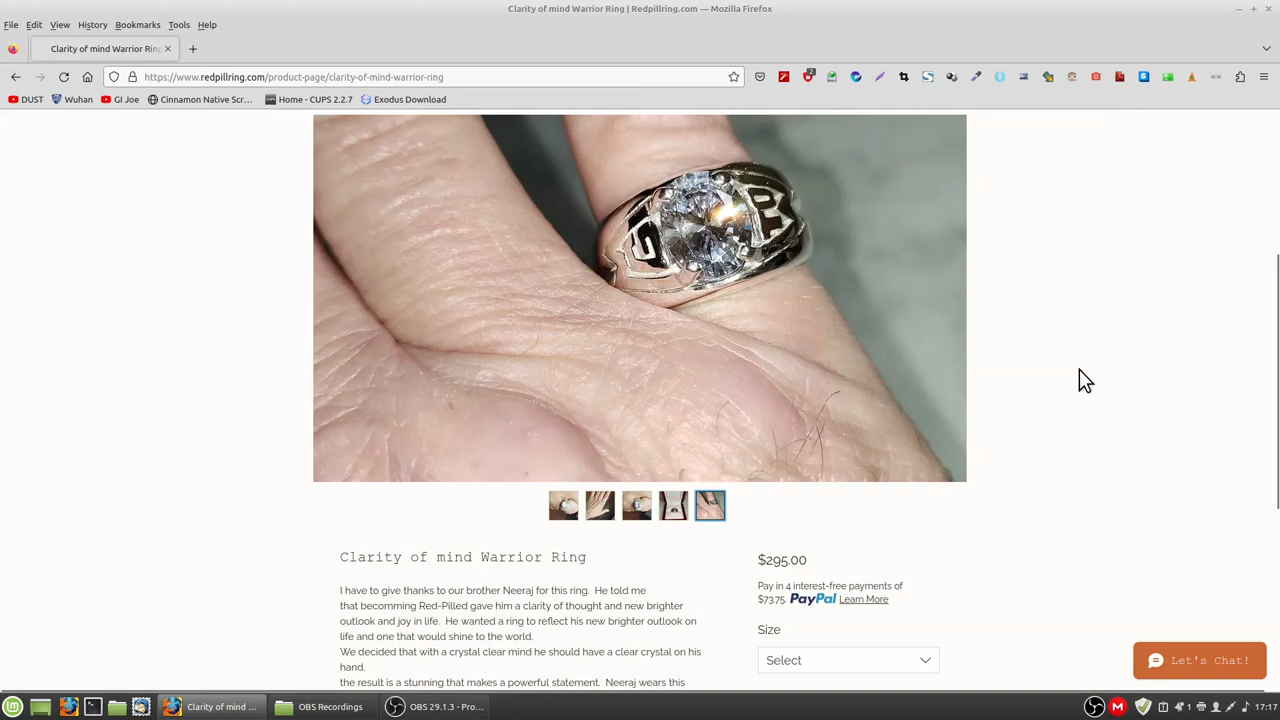 Clarity of mind Warrior Ring | Redpillring.com — Mozilla Firefox
File Edit View History Bookmarks Tools Help
Clarity of mind Warrior Rin
https://www.redpillring.com/product-page/clarity-of-mind-warrior-ring
DUST Wuhan GI Joe Cinnamon Native Scr... Home - CUPS 2.2.7 Exodus Download
Clarity of mind Warrior Ring
I have to give thanks to our brother Neeraj for this ring. He told me
that becomming Red-Pilled gave him a clarity of thought and new brighter
outlook and joy in life. He wanted a ring to reflect his new brighter outlook on
life and one that would shine to the world.
We decided that with a crystal clear mind he should have a clear crystal on his
hand.
the result is a stunning that makes a powerful statement. Neeraj wears this
$295.00
Pay in 4 interest-free payments of
$73.75. PayPal Learn More
Size
Select
Let's Chat!
Clarity of mind ... OBS Recordings OBS 29.1.3 - Pro... 1 17:17